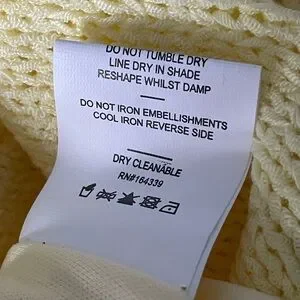 DO NOT TUMBLE DRY
LINE DRY IN SHADE
RESHAPE WHILST DAMP
DO NOT IRON EMBELLISHMENTS
COOL IRON REVERSE SIDE
DRY CLEANABLE
RN#164339